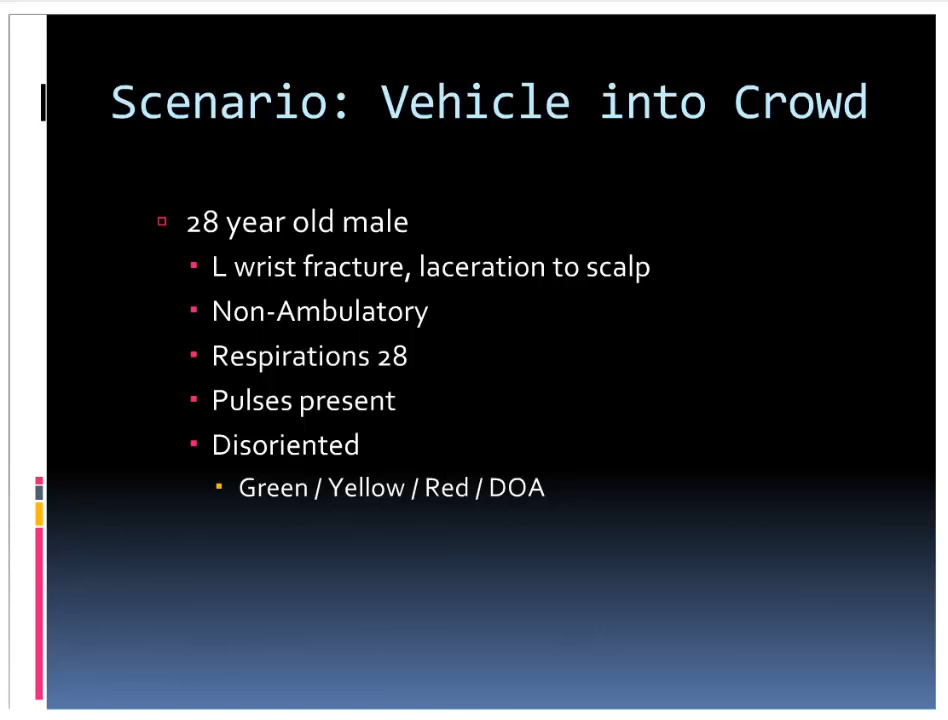 Scenario: Vehicle into Crowd
28 year old male
L wrist fracture, laceration to scalp
Non-Ambulatory
Respirations 28
Pulses present
Disoriented
Green / Yellow / Red / DOA